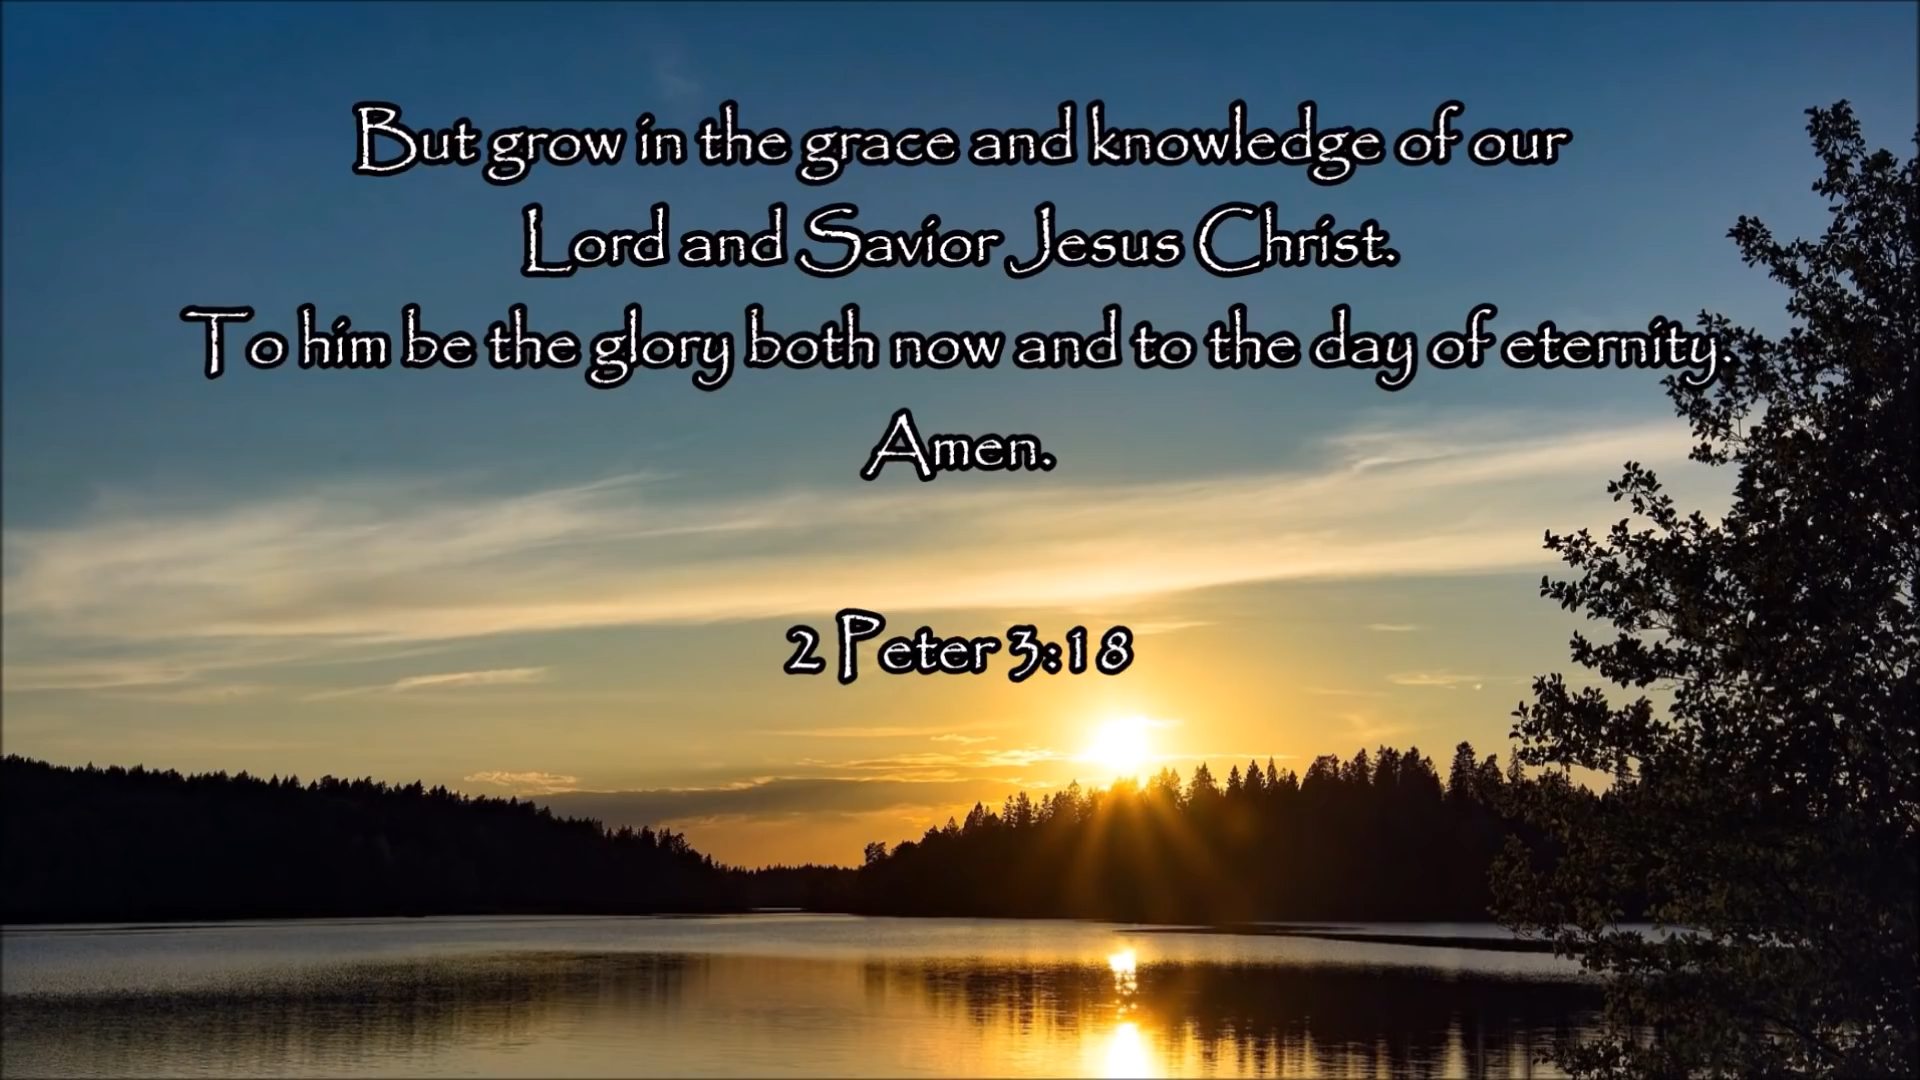 But grow in the grace and knowledge of our
Lord and Savior Jesus Christ.
To him be the glory both now and to the day of eternity.
Amen.
2 Peter 3:18